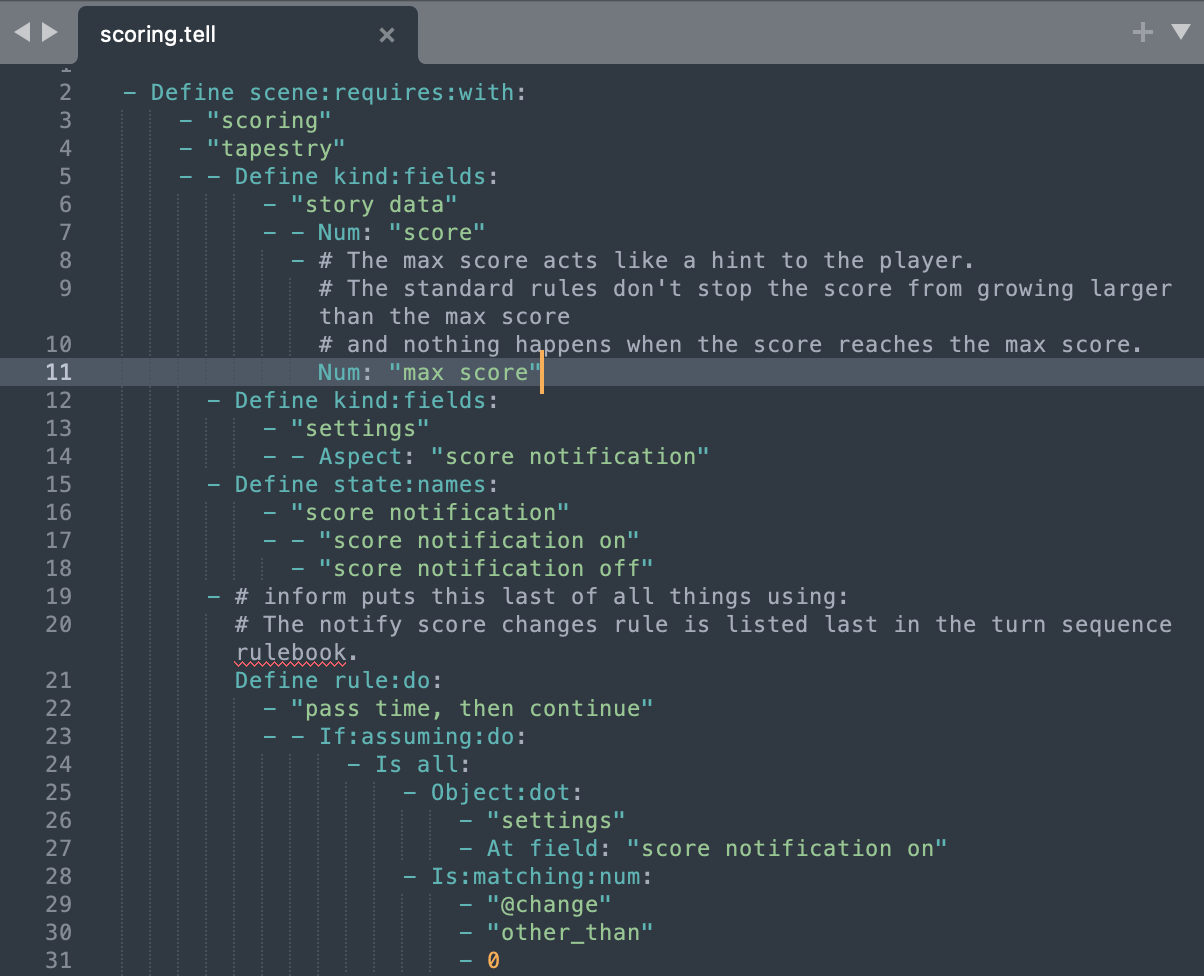 scoring.tell ×
1
2 - Define scene:requires:with:
3 - "scoring"
4 - "tapestry"
5 - - Define kind:fields:
6 - "story data"
7 - - Num: "score"
8 - # The max score acts like a hint to the player.
9 # The standard rules don't stop the score from growing larger
than the max score
10 # and nothing happens when the score reaches the max score.
11 Num: "max score"
12 - Define kind:fields:
13 - "settings"
14 - - Aspect: "score notification"
15 - Define state:names:
16 - "score notification"
17 - - "score notification on"
18 - "score notification off"
19 - # inform puts this last of all things using:
20 # The notify score changes rule is listed last in the turn sequence
rulebook.
21 Define rule:do:
22 - "pass time, then continue"
23 - - If:assuming:do:
24 - Is all:
25 - Object:dot:
26 - "settings"
27 - At field: "score notification on"
28 - Is:matching:num:
29 - "@change"
30 - "other_than"
31 - 0